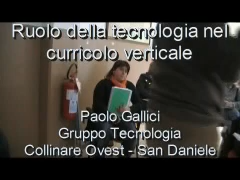 Ruolo della tecnologia nel
curricolo verticale
Paolo Gallici
Gruppo Tecnologia
Collinare Ovest - San Daniele